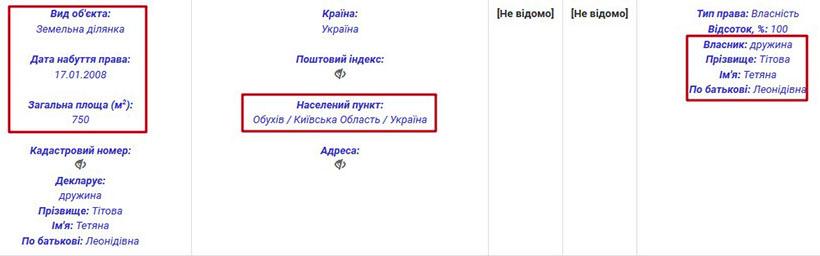 Вид об'єкта:
Земельна ділянка
Дата набуття права:
17.01.2008
Загальна площа (м²):
750
Кадастровий номер:
Декларує:
дружина
Прізвище: Тітова
Ім'я: Тетяна
По батькові: Леонідівна
Країна:
Україна
Поштовий індекс:
Населений пункт:
Обухів / Київська Область / Україна
Адреса:
[Не відомо]
[Не відомо]
Тип права: Власність
Відсоток, %: 100
Власник: дружина
Прізвище: Тітова
Ім'я: Тетяна
По батькові: Леонідівна